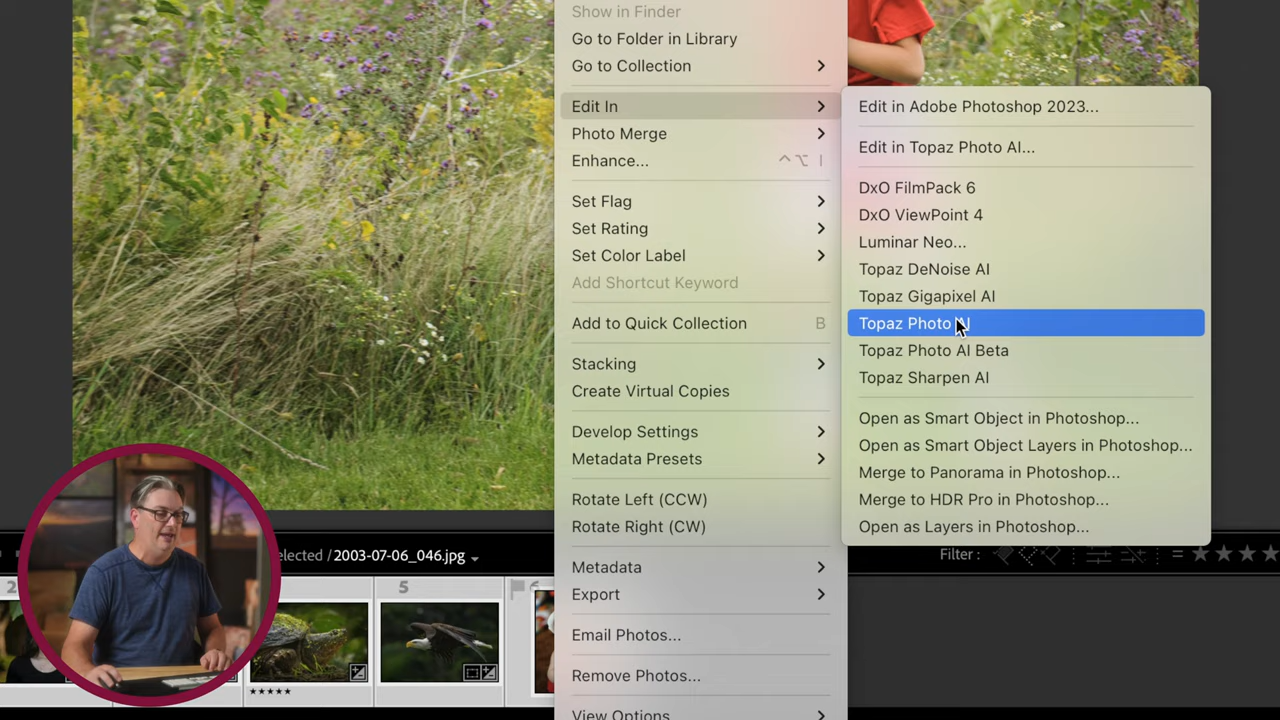 Show in Finder
Go to Folder in Library
Go to Collection
Edit In
Photo Merge
Enhance... ^⌥ I
Set Flag
Set Rating
Set Color Label
Add Shortcut Keyword
Add to Quick Collection B
Stacking
Create Virtual Copies
Develop Settings
Metadata Presets
Rotate Left (CCW)
Rotate Right (CW)
Metadata
Export
Email Photos...
Remove Photos...
View Options
Edit in Adobe Photoshop 2023...
Edit in Topaz Photo AI...
DxO FilmPack 6
DxO ViewPoint 4
Luminar Neo...
Topaz DeNoise AI
Topaz Gigapixel AI
Topaz Photo AI
Topaz Photo AI Beta
Topaz Sharpen AI
Open as Smart Object in Photoshop...
Open as Smart Object Layers in Photoshop...
Merge to Panorama in Photoshop...
Merge to HDR Pro in Photoshop...
Open as Layers in Photoshop...
elected / 2003-07-06_046.jpg
Filter :
2
5
6